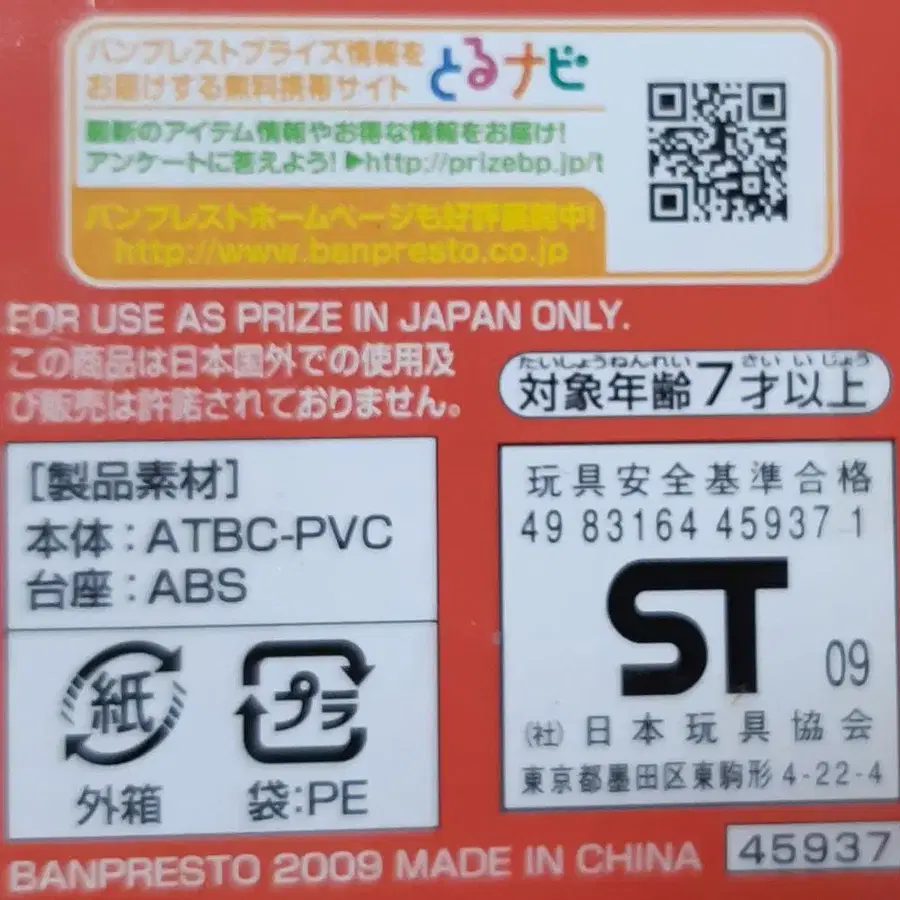 バンプレストプライズ情報を
お届けする無料携帯サイト
とるナビ
最新のアイテム情報やお得な情報をお届け!
アンケートに答えよう!▶http://prizebp.jp/t
バンプレストホームページも好評展開中!
http://www.banpresto.co.jp
FOR USE AS PRIZE IN JAPAN ONLY.
この商品は日本国外での使用及
び販売は許諾されておりません。
たいしょうねんれい さい いじょう
対象年齢7才以上
[製品素材]
本体:ATBC-PVC
台座:ABS
紙
外箱
プラ
袋:PE
玩具安全基準合格
49 83164 45937 1
ST
09
(社)日本玩具協会
東京都墨田区東駒形4-22-4
BANPRESTO 2009 MADE IN CHINA
45937